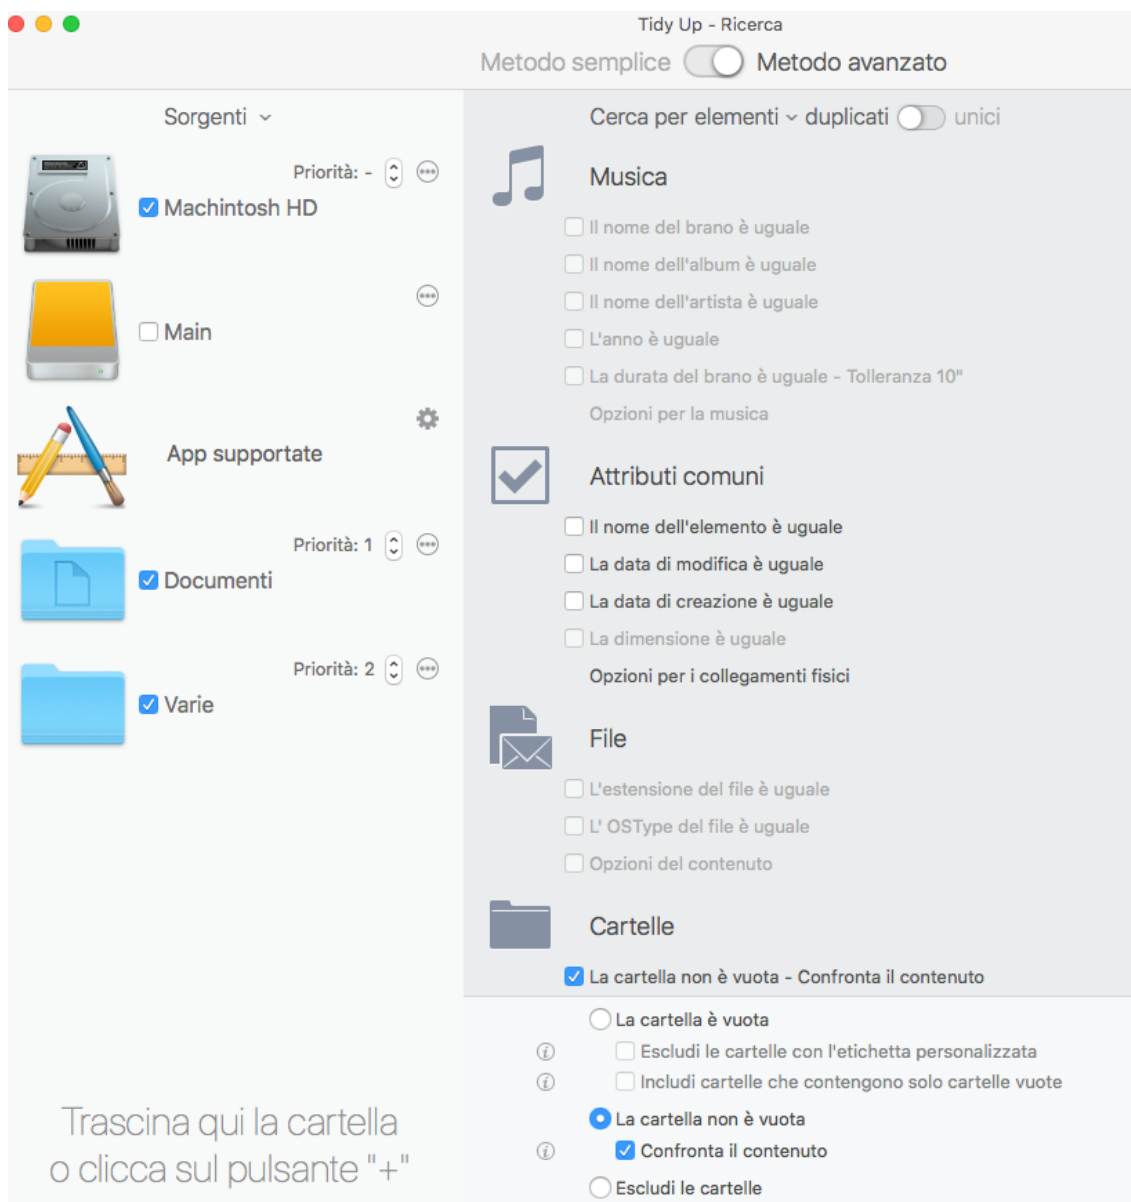 Tidy Up - Ricerca
Metodo semplice Metodo avanzato
Sorgenti
Priorità: -
Machintosh HD
Main
App supportate
Priorità: 1
Documenti
Priorità: 2
Varie
Trascina qui la cartella
o clicca sul pulsante "+"
Cerca per elementi duplicati unici
Musica
Il nome del brano è uguale
Il nome dell'album è uguale
Il nome dell'artista è uguale
L'anno è uguale
La durata del brano è uguale - Tolleranza 10"
Opzioni per la musica
Attributi comuni
Il nome dell'elemento è uguale
La data di modifica è uguale
La data di creazione è uguale
La dimensione è uguale
Opzioni per i collegamenti fisici
File
L'estensione del file è uguale
L' OSType del file è uguale
Opzioni del contenuto
Cartelle
La cartella non è vuota - Confronta il contenuto
La cartella è vuota
Escludi le cartelle con l'etichetta personalizzata
Includi cartelle che contengono solo cartelle vuote
La cartella non è vuota
Confronta il contenuto
Escludi le cartelle